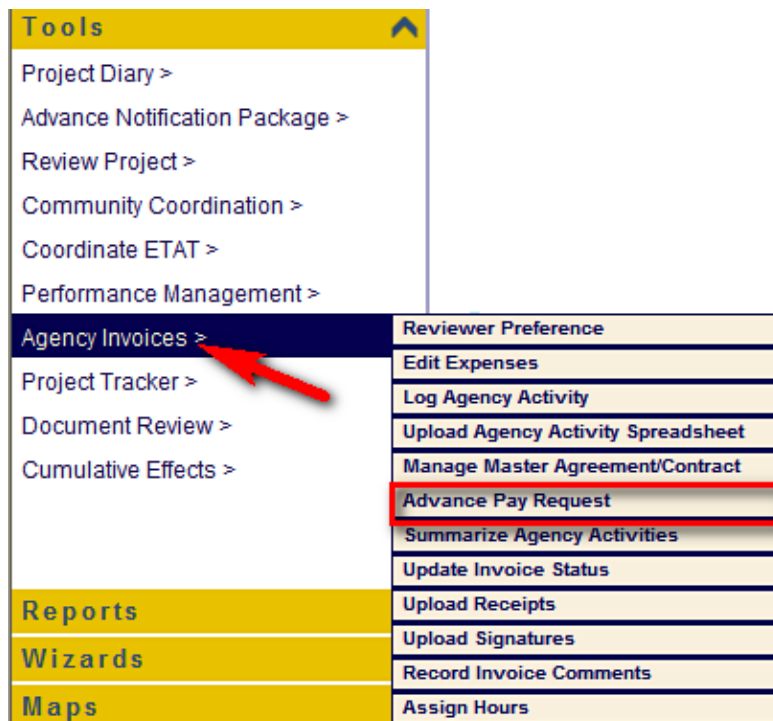 Tools
Project Diary >
Advance Notification Package >
Review Project >
Community Coordination >
Coordinate ETAT >
Performance Management >
Agency Invoices >
Project Tracker >
Document Review >
Cumulative Effects >
Reviewer Preference
Edit Expenses
Log Agency Activity
Upload Agency Activity Spreadsheet
Manage Master Agreement/Contract
Advance Pay Request
Summarize Agency Activities
Update Invoice Status
Upload Receipts
Upload Signatures
Record Invoice Comments
Assign Hours
Reports
Wizards
Maps